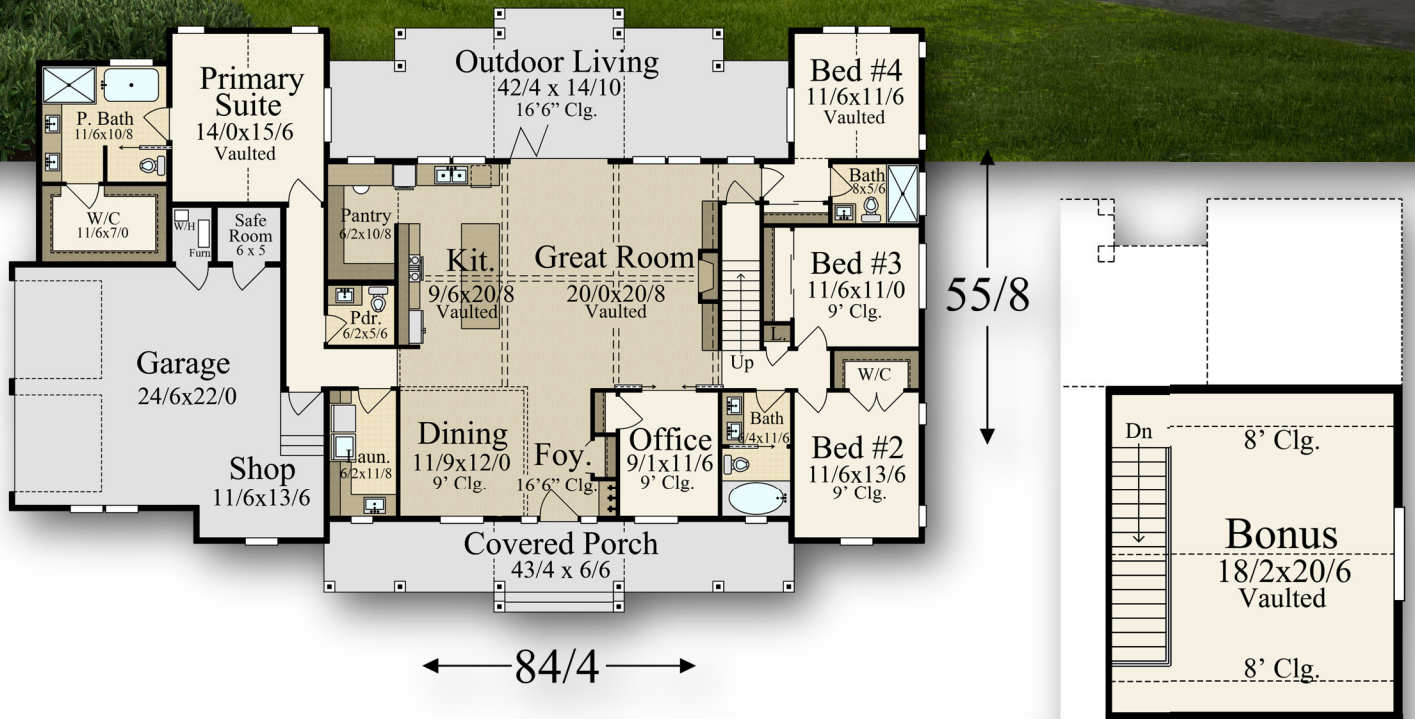 Outdoor Living
42/4 x 14/10
16'6” Clg.
Primary
Suite
14/0x15/6
Vaulted
Bed #4
11/6x11/6
Vaulted
P. Bath
11/6x10/8
Bath
8x5/6
W/C
11/6x7/0
W/H
Furn
Safe
Room
6 x 5
Pantry
6/2x10/8
Kit.
9/6x20/8
Vaulted
Great Room
20/0x20/8
Vaulted
Bed #3
11/6x11/0
9’ Clg.
55/8
Pdr.
6/2x5/6
L.
Up
W/C
Garage
24/6x22/0
Shop
11/6x13/6
Laun.
6/2x11/8
Dining
11/9x12/0
9’ Clg.
Foy.
16’6” Clg.
Office
9/1x11/6
9’ Clg.
Bath
Bed #2
11/6x13/6
9’ Clg.
Covered Porch
43/4 x 6/6
84/4
Dn
8’ Clg.
Bonus
18/2x20/6
Vaulted
8’ Clg.